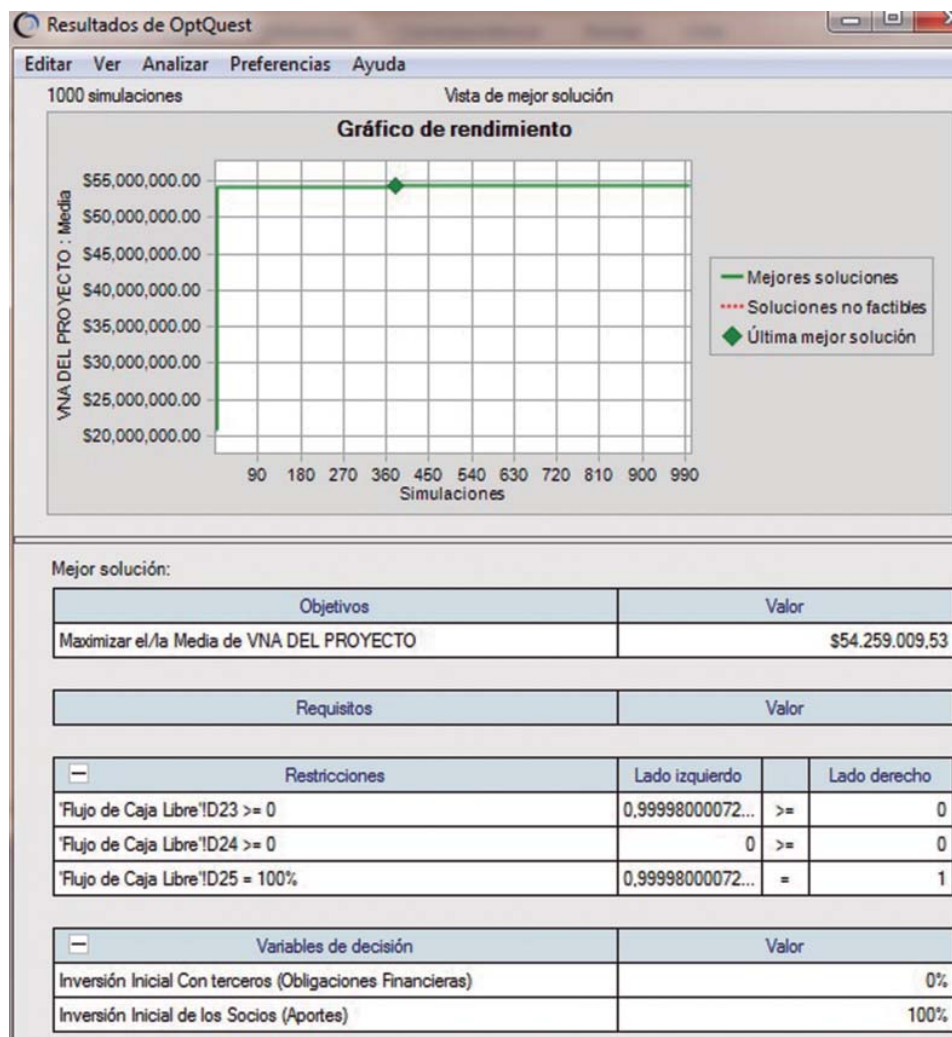 Resultados de OptQuest
Editar Ver Analizar Preferencias Ayuda
1000 simulaciones Vista de mejor solución
Gráfico de rendimiento
VNA DEL PROYECTO : Media
$55,000,000.00
$50,000,000.00
$45,000,000.00
$40,000,000.00
$35,000,000.00
$30,000,000.00
$25,000,000.00
$20,000,000.00
90 180 270 360 450 540 630 720 810 900 990
Simulaciones
Mejores soluciones
Soluciones no factibles
Última mejor solución
Mejor solución:
Objetivos Valor
Maximizar el/la Media de VNA DEL PROYECTO $54.259.009,53
Requisitos Valor
Restricciones Lado izquierdo Lado derecho
'Flujo de Caja Libre'!D23 >= 0 0,99998000072... >= 0
'Flujo de Caja Libre'!D24 >= 0 0 >= 0
'Flujo de Caja Libre'!D25 = 100% 0,99998000072... = 1
Variables de decisión Valor
Inversión Inicial Con terceros (Obligaciones Financieras) 0%
Inversión Inicial de los Socios (Aportes) 100%